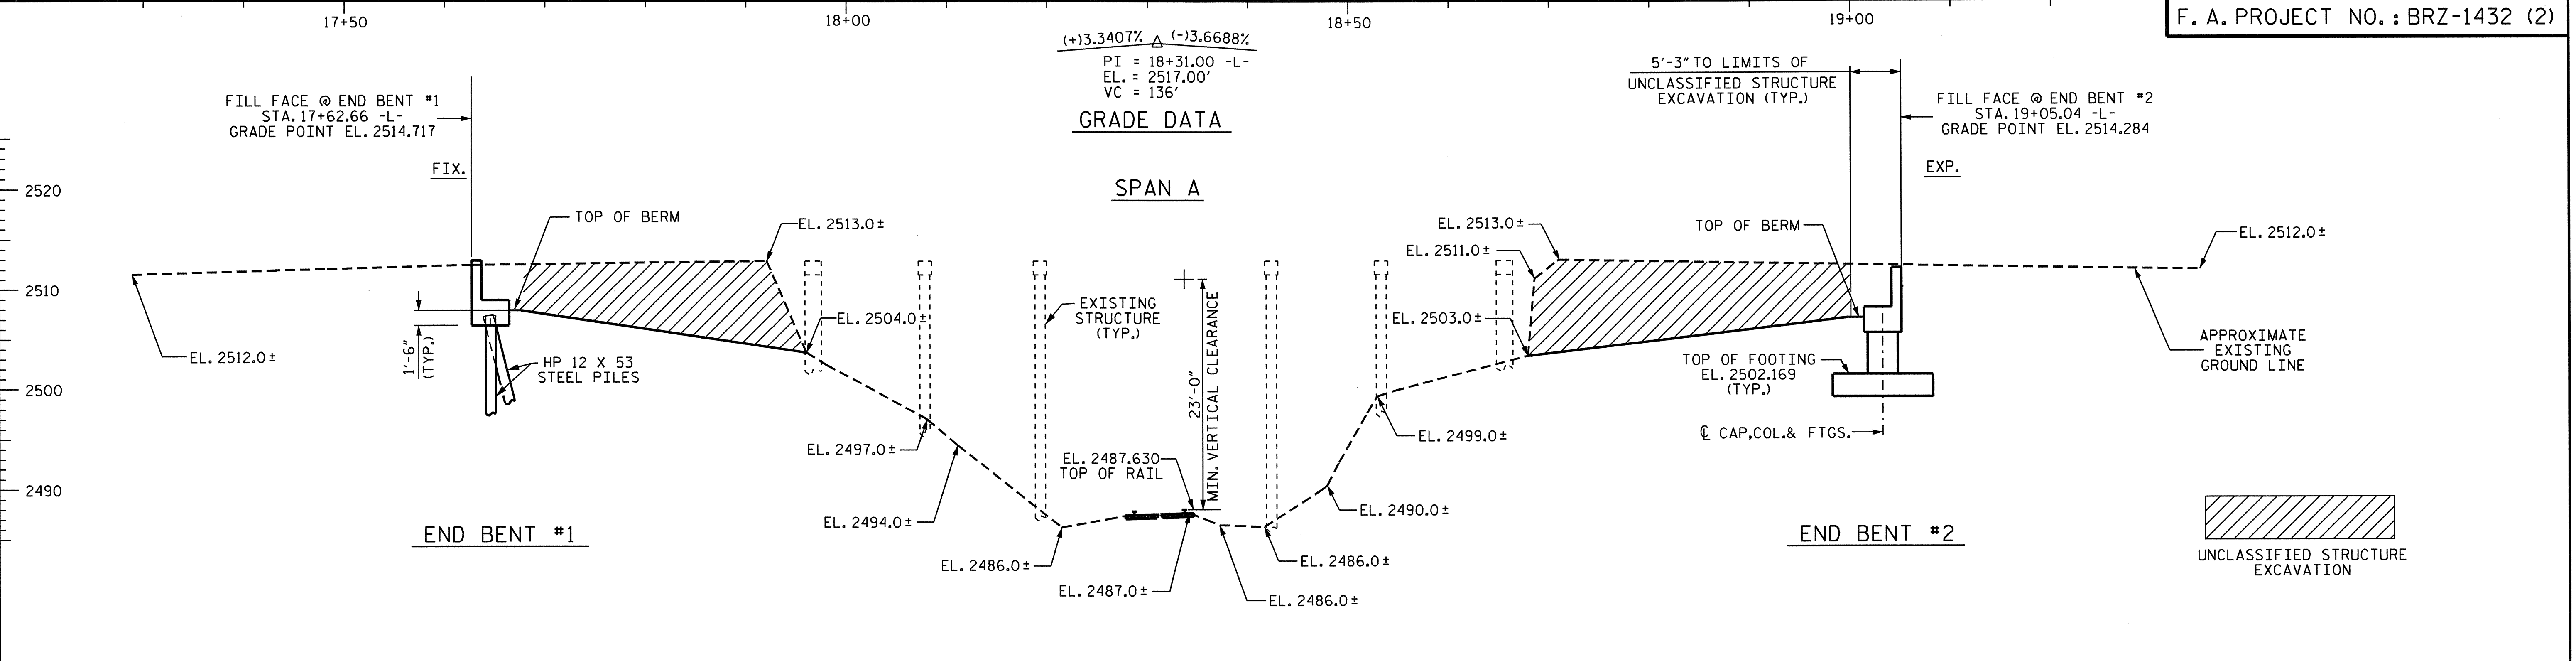 17+50
18+00
18+50
19+00
F. A. PROJECT NO.: BRZ-1432 (2)
(+)3.3407% (-)3.6688%
PI = 18+31.00 -L-
EL. = 2517.00'
VC = 136'
GRADE DATA
5'-3" TO LIMITS OF
UNCLASSIFIED STRUCTURE
EXCAVATION (TYP.)
FILL FACE @ END BENT #1
STA. 17+62.66 -L-
GRADE POINT EL. 2514.717
FILL FACE @ END BENT #2
STA. 19+05.04 -L-
GRADE POINT EL. 2514.284
FIX.
EXP.
SPAN A
2520
2510
2500
2490
TOP OF BERM
EL. 2513.0±
EL. 2513.0±
EL. 2511.0±
TOP OF BERM
EL. 2512.0±
EL. 2512.0±
1'-6"
(TYP.)
HP 12 X 53
STEEL PILES
EL. 2504.0±
EXISTING
STRUCTURE
(TYP.)
23'-0"
MIN. VERTICAL CLEARANCE
EL. 2503.0±
TOP OF FOOTING
EL. 2502.169
(TYP.)
APPROXIMATE
EXISTING
GROUND LINE
℄ CAP,COL.& FTGS.
EL. 2497.0±
EL. 2494.0±
EL. 2487.630
TOP OF RAIL
EL. 2499.0±
EL. 2490.0±
EL. 2486.0±
EL. 2487.0±
EL. 2486.0±
EL. 2486.0±
END BENT #1
END BENT #2
UNCLASSIFIED STRUCTURE
EXCAVATION